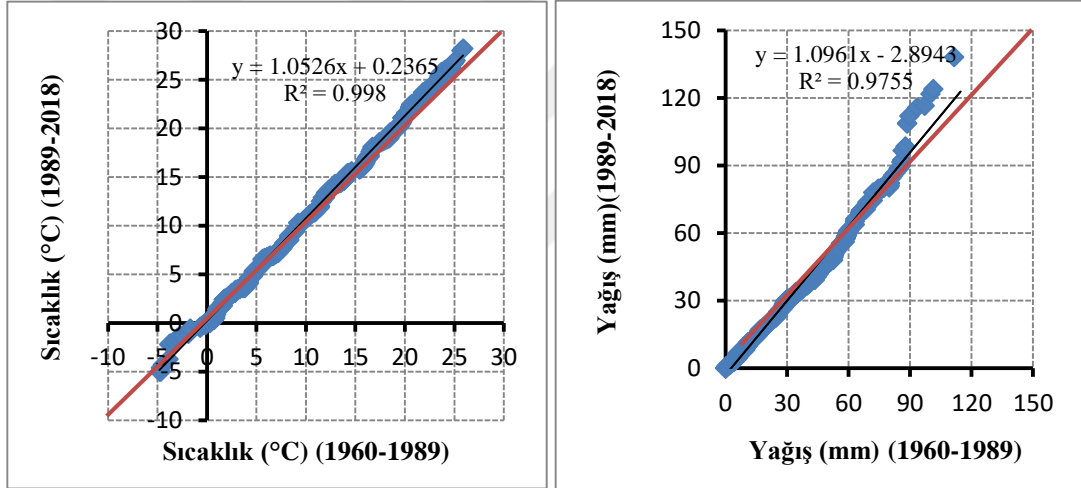 30
25
20
15
10
5
0
-5
-10
-10 -5 0 5 10 15 20 25 30
y = 1.0526x + 0.2365
R² = 0.998
Sıcaklık (°C) (1989-2018)
Sıcaklık (°C) (1960-1989)
150
120
90
60
30
0
0 30 60 90 120 150
y = 1.0961x - 2.8943
R² = 0.9755
Yağış (mm)(1989-2018)
Yağış (mm) (1960-1989)